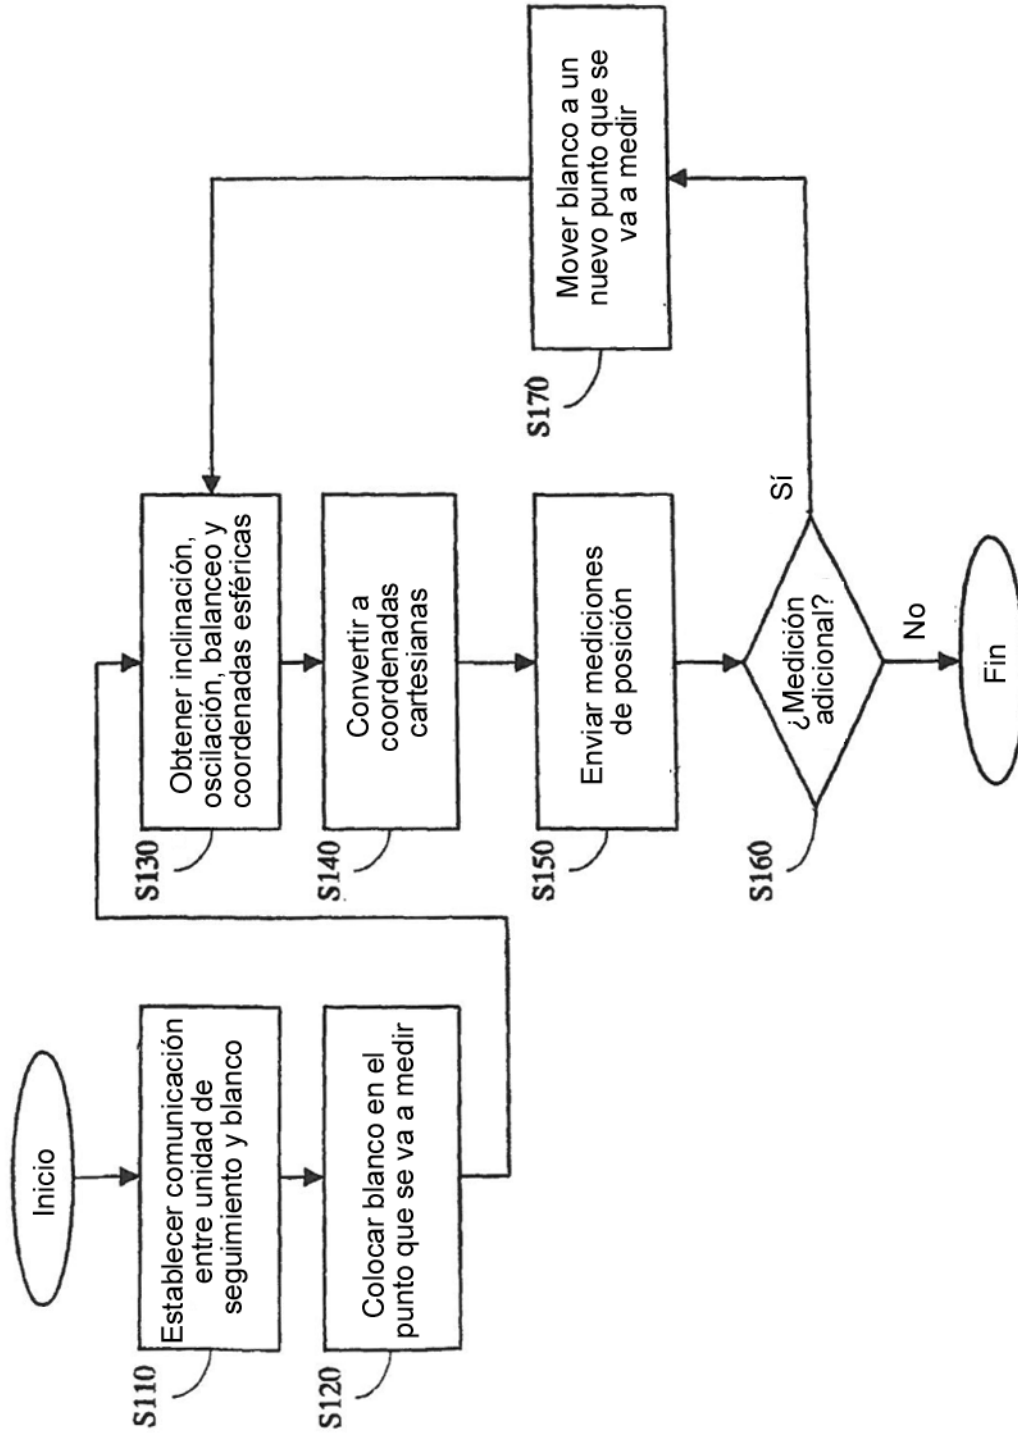 Inicio
Establecer comunicación
entre unidad de
seguimiento y blanco
S110
Colocar blanco en el
punto que se va a medir
S120
Obtener inclinación,
oscilación, balanceo y
coordenadas esféricas
S130
Convertir a
coordenadas
cartesianas
S140
Enviar mediciones
de posición
S150
¿Medición
adicional?
S160
Sí
No
Fin
Mover blanco a un
nuevo punto que se
va a medir
S170